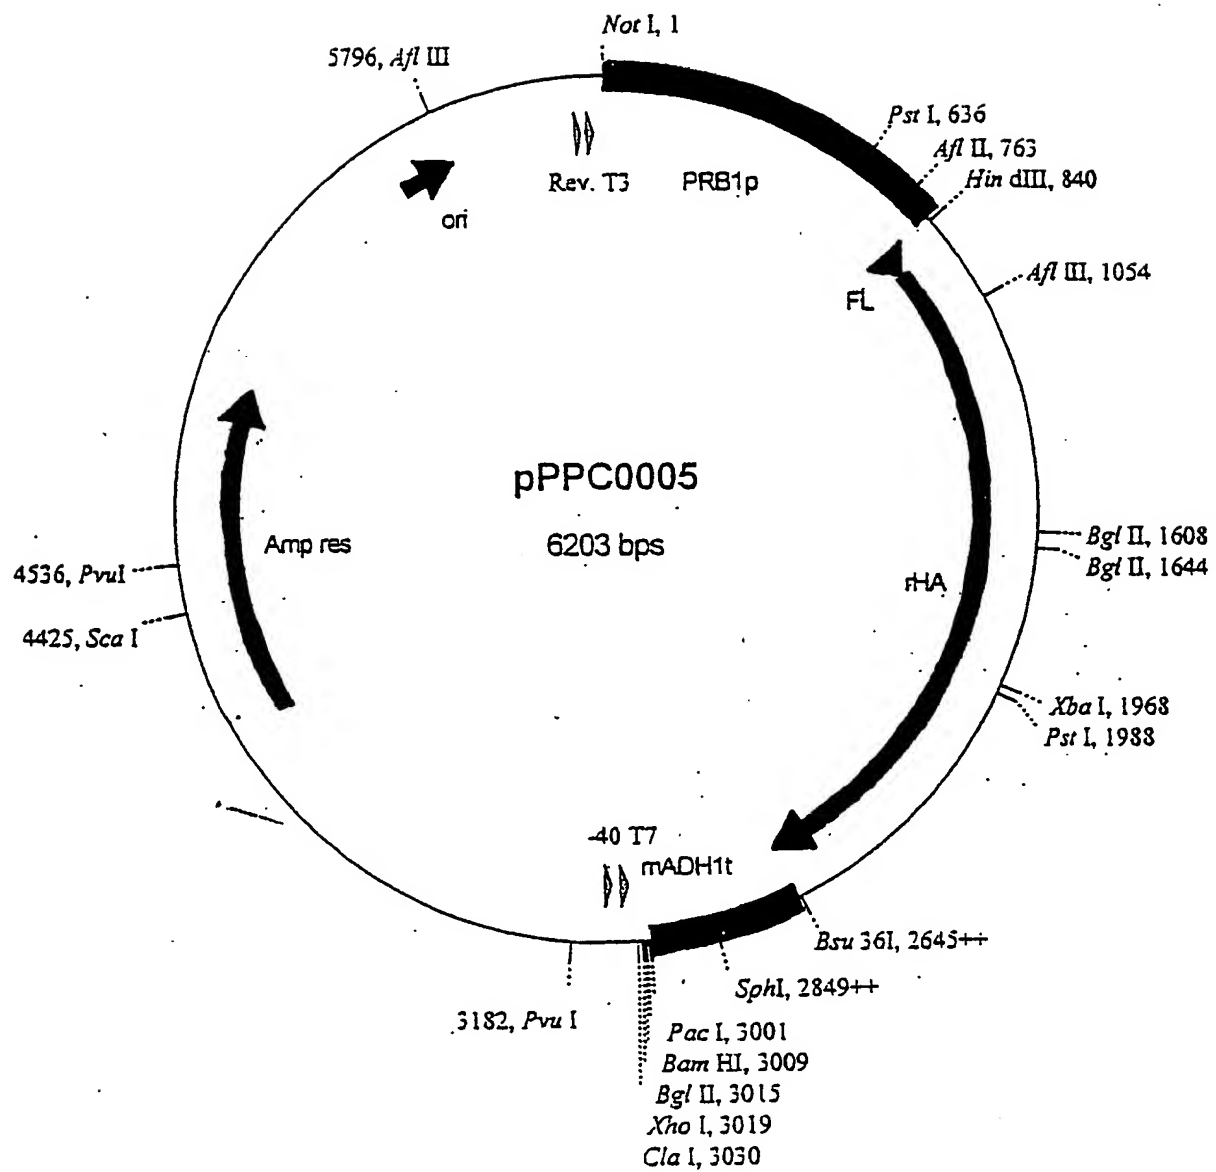 Not I, 1
5796, Afl III
Pst I, 636
Afl II, 763
Hin dIII, 840
Rev. T3
PRB1p
ori
Afl III, 1054
FL
pPPC0005
6203 bps
Amp res
Bgl II, 1608
Bgl II, 1644
4536, PvuI
rHA
4425, Sca I
Xba I, 1968
Pst I, 1988
-40 T7
mADH1t
Bsu 36I, 2645++
SphI, 2849++
3182, Pvu I
Pac I, 3001
Bam HI, 3009
Bgl II, 3015
Xho I, 3019
Cla I, 3030